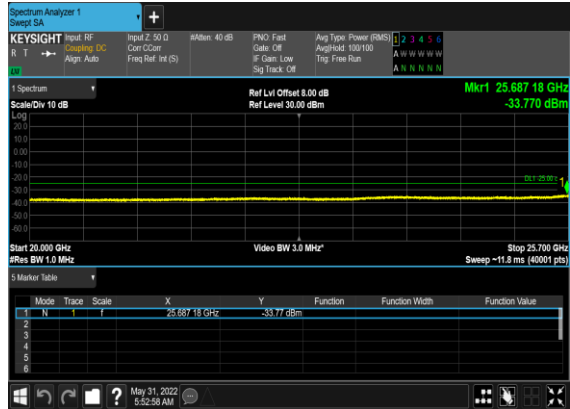 Spectrum Analyzer 1
Swept SA
+
KEYSIGHT Input: RF Input Z: 50 Ω #Atten: 40 dB PNO: Fast Avg Type: Power (RMS) 1 2 3 4 5 6
R T Coupling: DC Corr CCorr Gate: Off Avg|Hold: 100/100 A W W W W W
Align: Auto Freq Ref: Int (S) IF Gain: Low Trig: Free Run
Sig Track: Off A N N N N N
LXI
1 Spectrum Ref Lvl Offset 8.00 dB Mkr1 25.687 18 GHz
Scale/Div 10 dB Ref Level 30.00 dBm -33.770 dBm
Log
20.0
10.0
0.00
-10.0
-20.0
DL1 -25.00
1
-30.0
-40.0
-50.0
-60.0
Start 20.000 GHz Video BW 3.0 MHz* Stop 25.700 GHz
#Res BW 1.0 MHz Sweep ~11.8 ms (40001 pts)
5 Marker Table
Mode Trace Scale X Y Function Function Width Function Value
1 N 1 f 25.687 18 GHz -33.77 dBm
2
3
4
5
6
? May 31, 2022
5:52:58 AM